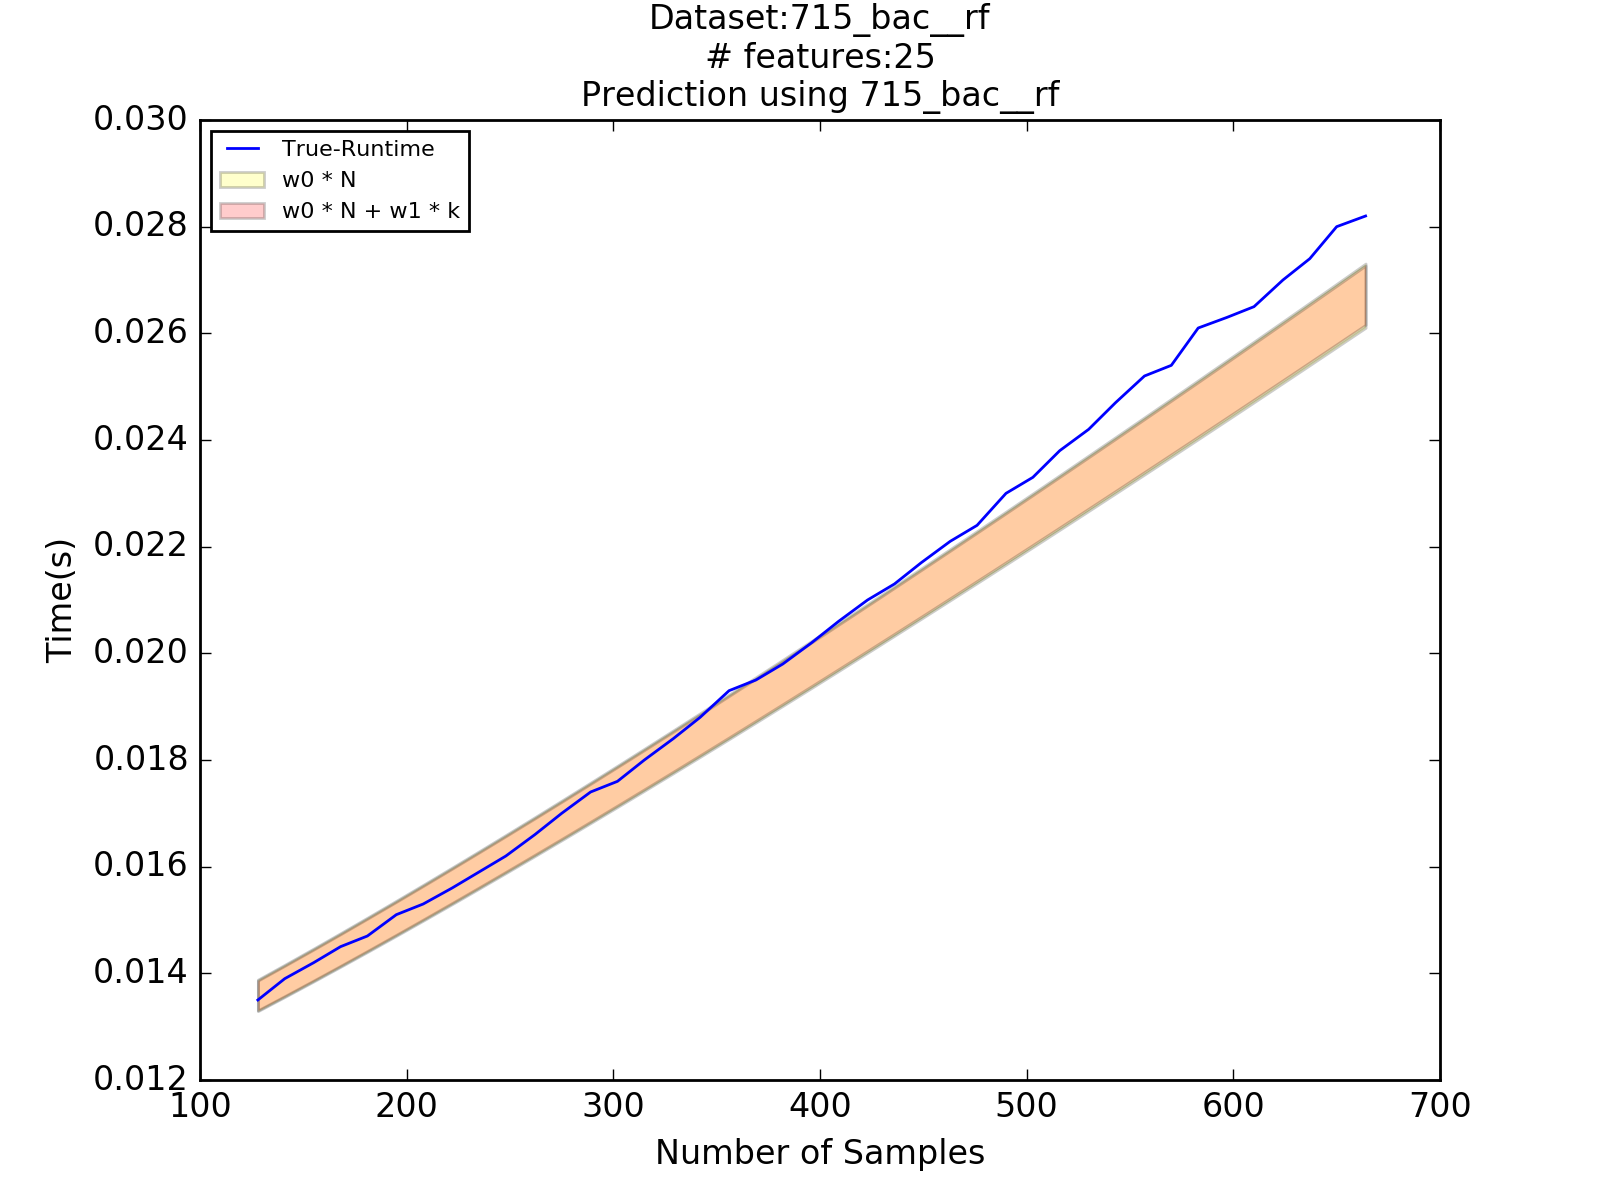 Dataset:715_bac__rf
# features:25
Prediction using 715_bac__rf
True-Runtime
w0 * N
w0 * N + w1 * k
0.030
0.028
0.026
0.024
0.022
0.020
0.018
0.016
0.014
0.012
Time(s)
100 200 300 400 500 600 700
Number of Samples